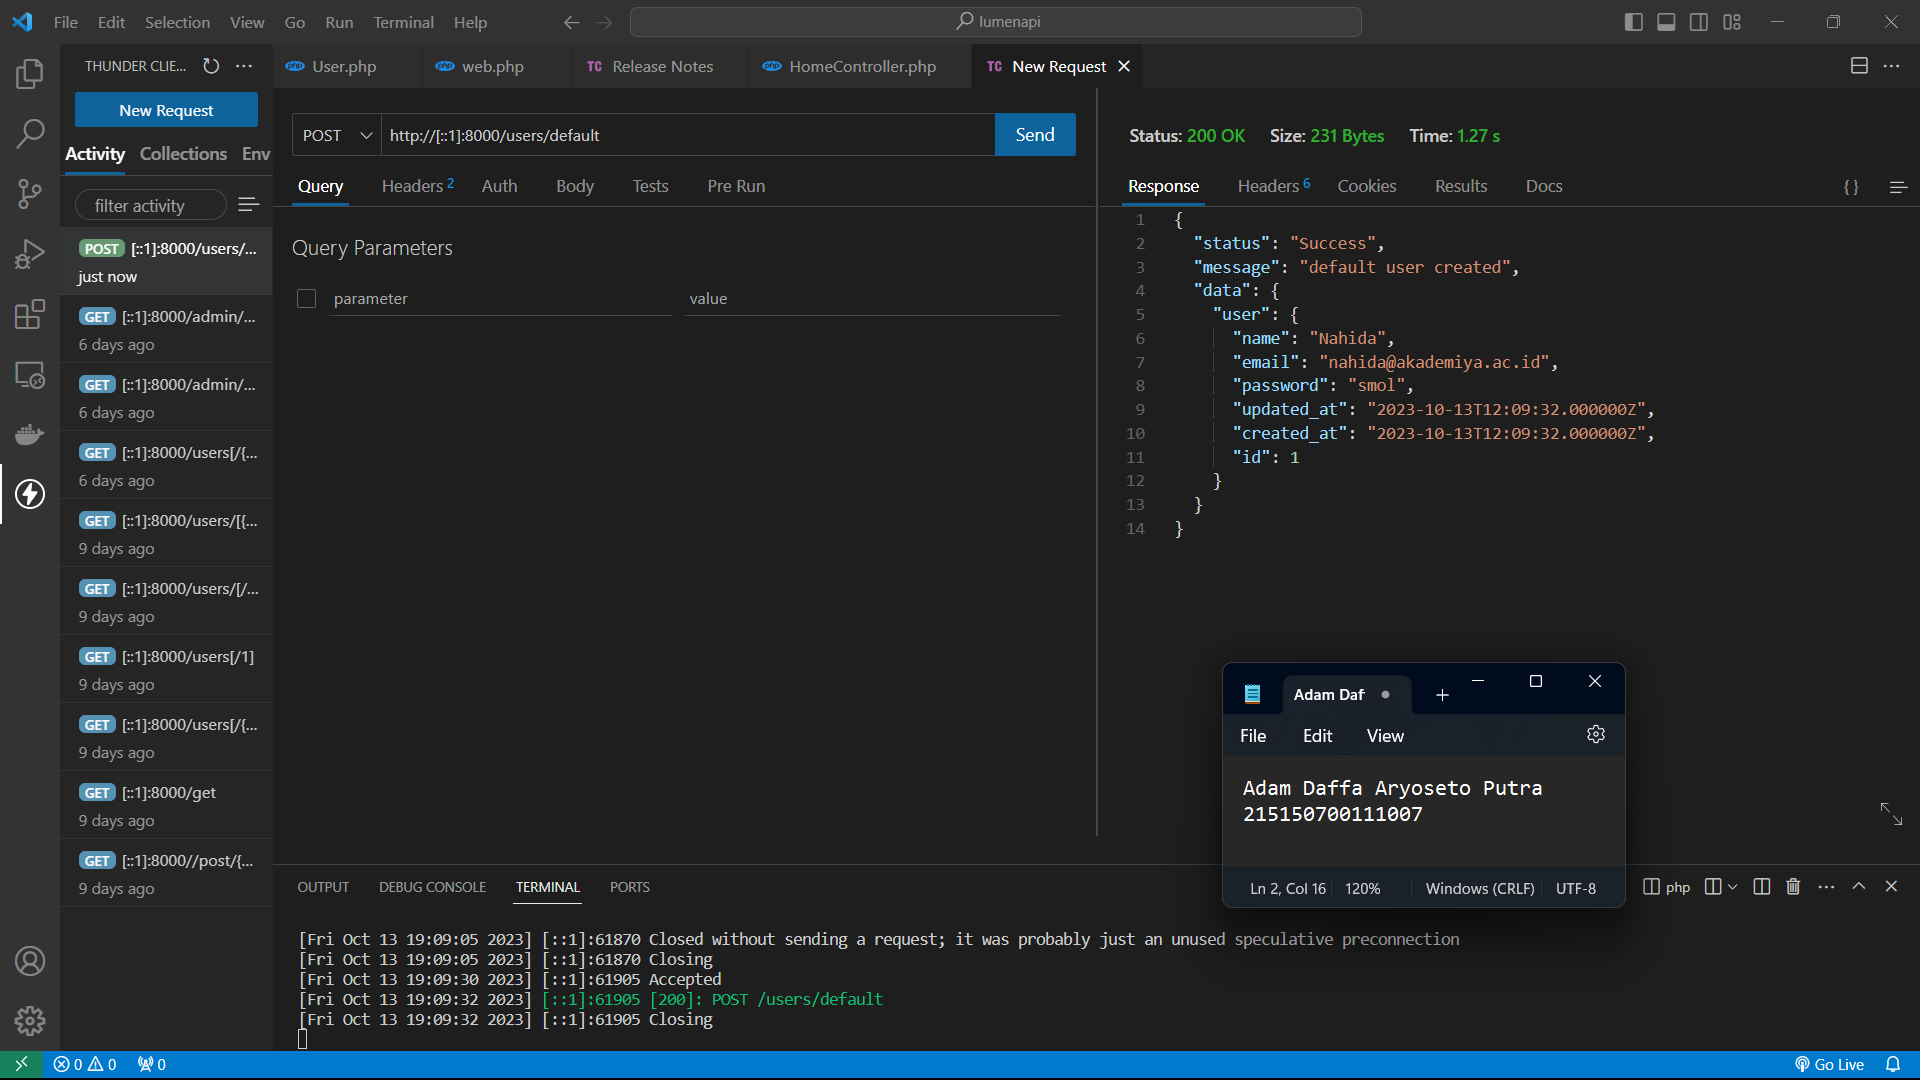 File Edit Selection View Go Run Terminal Help
lumenapi
THUNDER CLIE...
New Request
Activity Collections Env
filter activity
POST [::1]:8000/users/...
just now
GET [::1]:8000/admin/...
6 days ago
GET [::1]:8000/admin/...
6 days ago
GET [::1]:8000/users[/{...
6 days ago
GET [::1]:8000/users/[{...
9 days ago
GET [::1]:8000/users/[/...
9 days ago
GET [::1]:8000/users[/1]
9 days ago
GET [::1]:8000/users[/{...
9 days ago
GET [::1]:8000/get
9 days ago
GET [::1]:8000//post/{...
9 days ago
User.php
web.php
TC Release Notes
HomeController.php
TC New Request
POST http://[::1]:8000/users/default Send
Query Headers 2 Auth Body Tests Pre Run
Query Parameters
parameter value
Status: 200 OK Size: 231 Bytes Time: 1.27 s
Response Headers 6 Cookies Results Docs {}
1 {
2 "status": "Success",
3 "message": "default user created",
4 "data": {
5 "user": {
6 "name": "Nahida",
7 "email": "nahida@akademiya.ac.id",
8 "password": "smol",
9 "updated_at": "2023-10-13T12:09:32.000000Z",
10 "created_at": "2023-10-13T12:09:32.000000Z",
11 "id": 1
12 }
13 }
14 }
Adam Daf
File Edit View
Adam Daffa Aryoseto Putra
215150700111007
Ln 2, Col 16 120% Windows (CRLF) UTF-8
OUTPUT DEBUG CONSOLE TERMINAL PORTS
php
[Fri Oct 13 19:09:05 2023] [::1]:61870 Closed without sending a request; it was probably just an unused speculative preconnection
[Fri Oct 13 19:09:05 2023] [::1]:61870 Closing
[Fri Oct 13 19:09:30 2023] [::1]:61905 Accepted
[Fri Oct 13 19:09:32 2023] [::1]:61905 [200]: POST /users/default
[Fri Oct 13 19:09:32 2023] [::1]:61905 Closing
0 0 0
Go Live